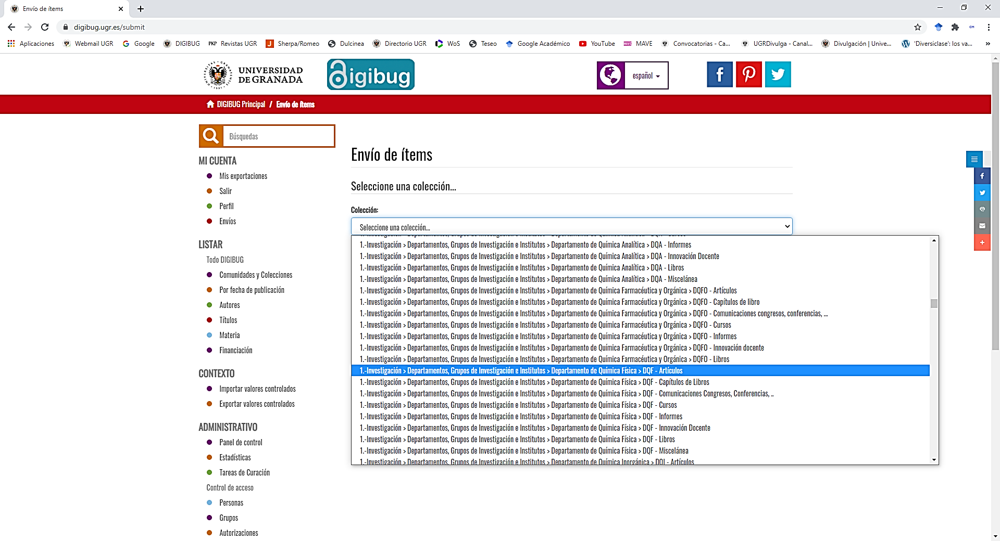 Envío de ítems
digibug.ugr.es/submit
Aplicaciones
Webmail UGR
Google
DIGIBUG
PKP Revistas UGR
Sherpa/Romeo
Dulcinea
Directorio UGR
WoS
Teseo
Google Académico
YouTube
MAVE MAVE
Convocatorias - Ca...
UGRDivulga - Canal...
Divulgación | Unive...
'Diversiclase': los va...
»
UNIVERSIDAD
DE GRANADA
Digibug
español
DIGIBUG Principal / Envío de ítems
Búsquedas
MI CUENTA
Mis exportaciones
Salir
Perfil
Envíos
LISTAR
Todo DIGIBUG
Comunidades y Colecciones
Por fecha de publicación
Autores
Títulos
Materia
Financiación
CONTEXTO
Importar valores controlados
Exportar valores controlados
ADMINISTRATIVO
Panel de control
Estadísticas
Tareas de Curación
Control de acceso
Personas
Grupos
Autorizaciones
Envío de ítems
Seleccione una colección...
Colección:
Seleccione una colección...
1.-Investigación > Departamentos, Grupos de Investigación e Institutos > Departamento de Química Analítica > DQA - Cursos
1.-Investigación > Departamentos, Grupos de Investigación e Institutos > Departamento de Química Analítica > DQA - Informes
1.-Investigación > Departamentos, Grupos de Investigación e Institutos > Departamento de Química Analítica > DQA - Innovación Docente
1.-Investigación > Departamentos, Grupos de Investigación e Institutos > Departamento de Química Analítica > DQA - Libros
1.-Investigación > Departamentos, Grupos de Investigación e Institutos > Departamento de Química Analítica > DQA - Miscelánea
1.-Investigación > Departamentos, Grupos de Investigación e Institutos > Departamento de Química Farmacéutica y Orgánica > DQFO - Artículos
1.-Investigación > Departamentos, Grupos de Investigación e Institutos > Departamento de Química Farmacéutica y Orgánica > DQFO - Capítulos de libro
1.-Investigación > Departamentos, Grupos de Investigación e Institutos > Departamento de Química Farmacéutica y Orgánica > DQFO - Comunicaciones congresos, conferencias, ...
1.-Investigación > Departamentos, Grupos de Investigación e Institutos > Departamento de Química Farmacéutica y Orgánica > DQFO - Cursos
1.-Investigación > Departamentos, Grupos de Investigación e Institutos > Departamento de Química Farmacéutica y Orgánica > DQFO - Informes
1.-Investigación > Departamentos, Grupos de Investigación e Institutos > Departamento de Química Farmacéutica y Orgánica > DQFO - Innovación docente
1.-Investigación > Departamentos, Grupos de Investigación e Institutos > Departamento de Química Farmacéutica y Orgánica > DQFO - Libros
1.-Investigación > Departamentos, Grupos de Investigación e Institutos > Departamento de Química Física > DQF - Artículos
1.-Investigación > Departamentos, Grupos de Investigación e Institutos > Departamento de Química Física > DQF - Capítulos de Libros
1.-Investigación > Departamentos, Grupos de Investigación e Institutos > Departamento de Química Física > DQF - Comunicaciones Congresos, Conferencias, ..
1.-Investigación > Departamentos, Grupos de Investigación e Institutos > Departamento de Química Física > DQF - Cursos
1.-Investigación > Departamentos, Grupos de Investigación e Institutos > Departamento de Química Física > DQF - Informes
1.-Investigación > Departamentos, Grupos de Investigación e Institutos > Departamento de Química Física > DQF - Innovación Docente
1.-Investigación > Departamentos, Grupos de Investigación e Institutos > Departamento de Química Física > DQF - Libros
1.-Investigación > Departamentos, Grupos de Investigación e Institutos > Departamento de Química Física > DQF - Miscelánea
1.-Investigación > Departamentos, Grupos de Investigación e Institutos > Departamento de Química Inorgánica > DQI - Artículos